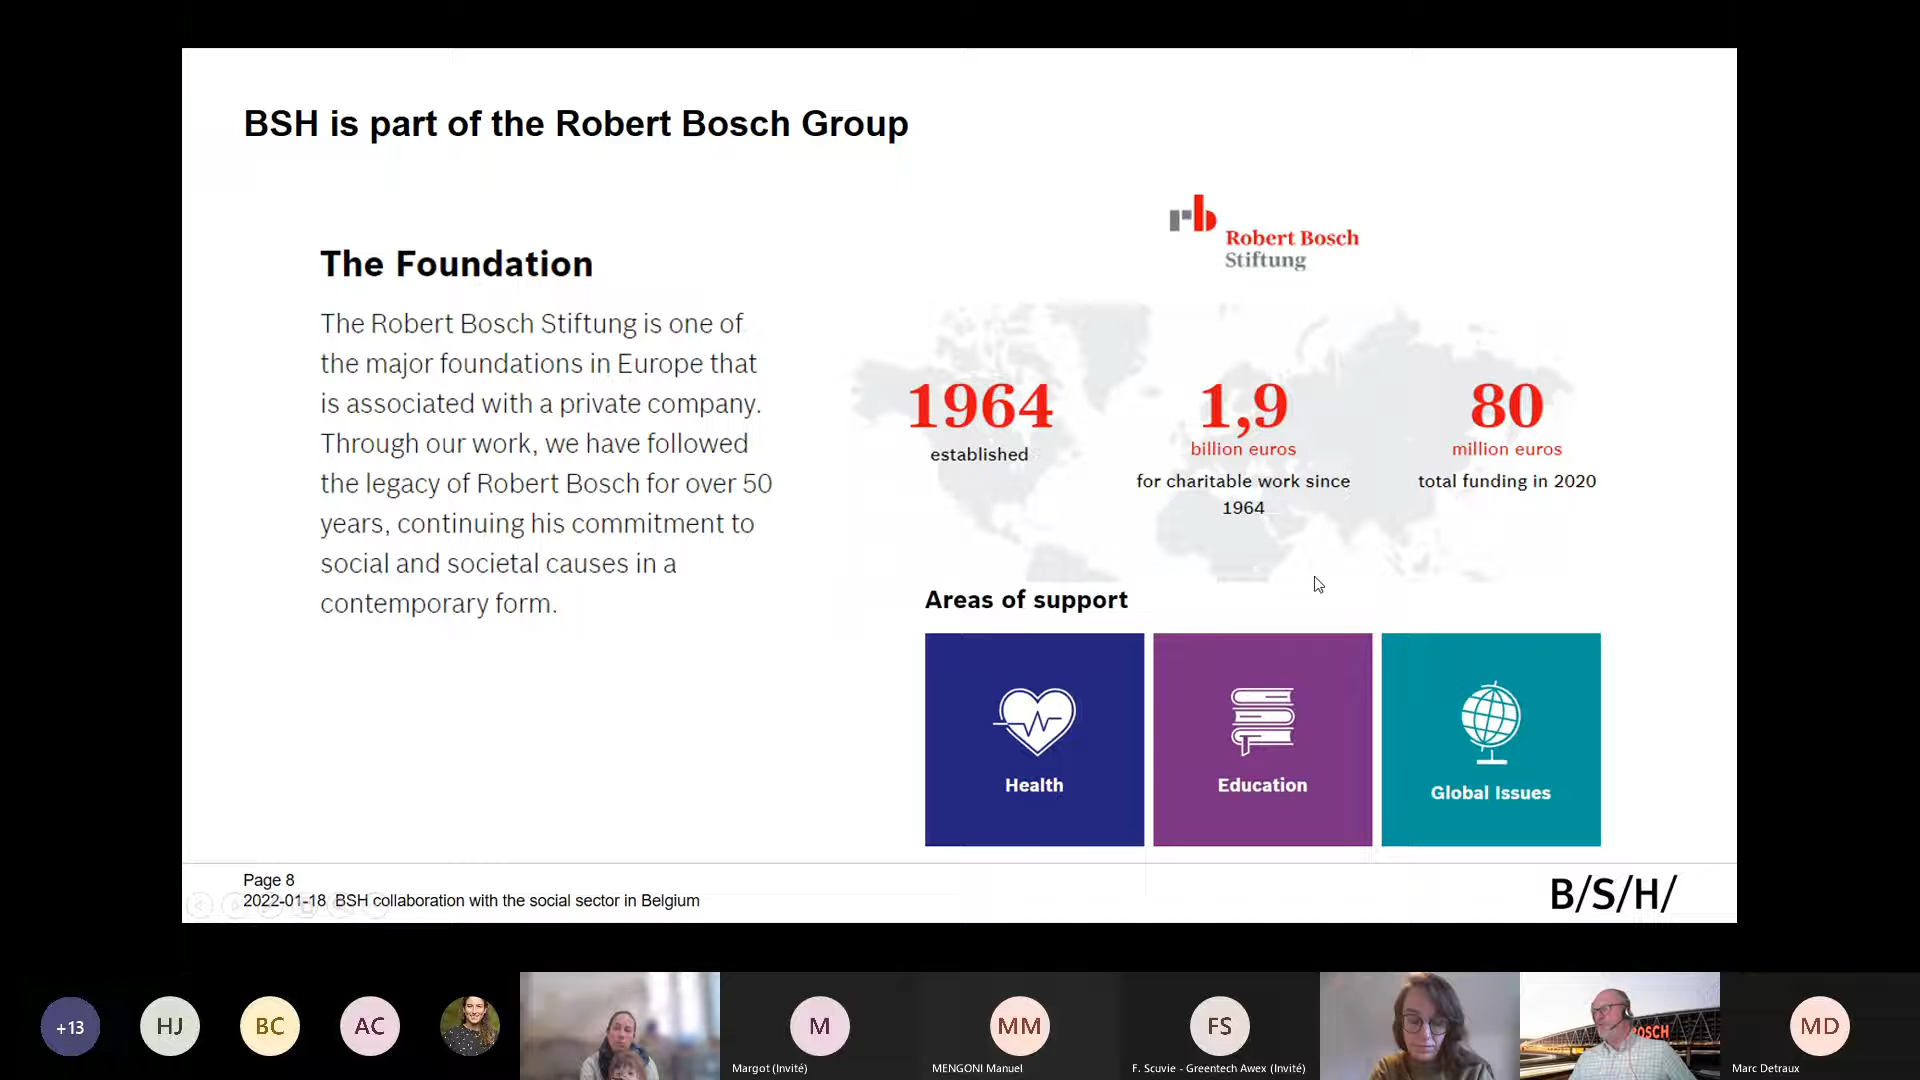 BSH is part of the Robert Bosch Group
rb
Robert Bosch
Stiftung
The Foundation
The Robert Bosch Stiftung is one of
the major foundations in Europe that
is associated with a private company.
Through our work, we have followed
the legacy of Robert Bosch for over 50
years, continuing his commitment to
social and societal causes in a
contemporary form.
1964
established
1,9
billion euros
for charitable work since
1964
80
million euros
total funding in 2020
Areas of support
Health
Education
Global Issues
Page 8
2022-01-18 BSH collaboration with the social sector in Belgium
B/S/H/
+13
HJ
BC
AC
M
Margot (Invité)
MM
MENGONI Manuel
FS
F. Scuvie - Greentech Awex (Invité)
BOSCH
MD
Marc Detraux